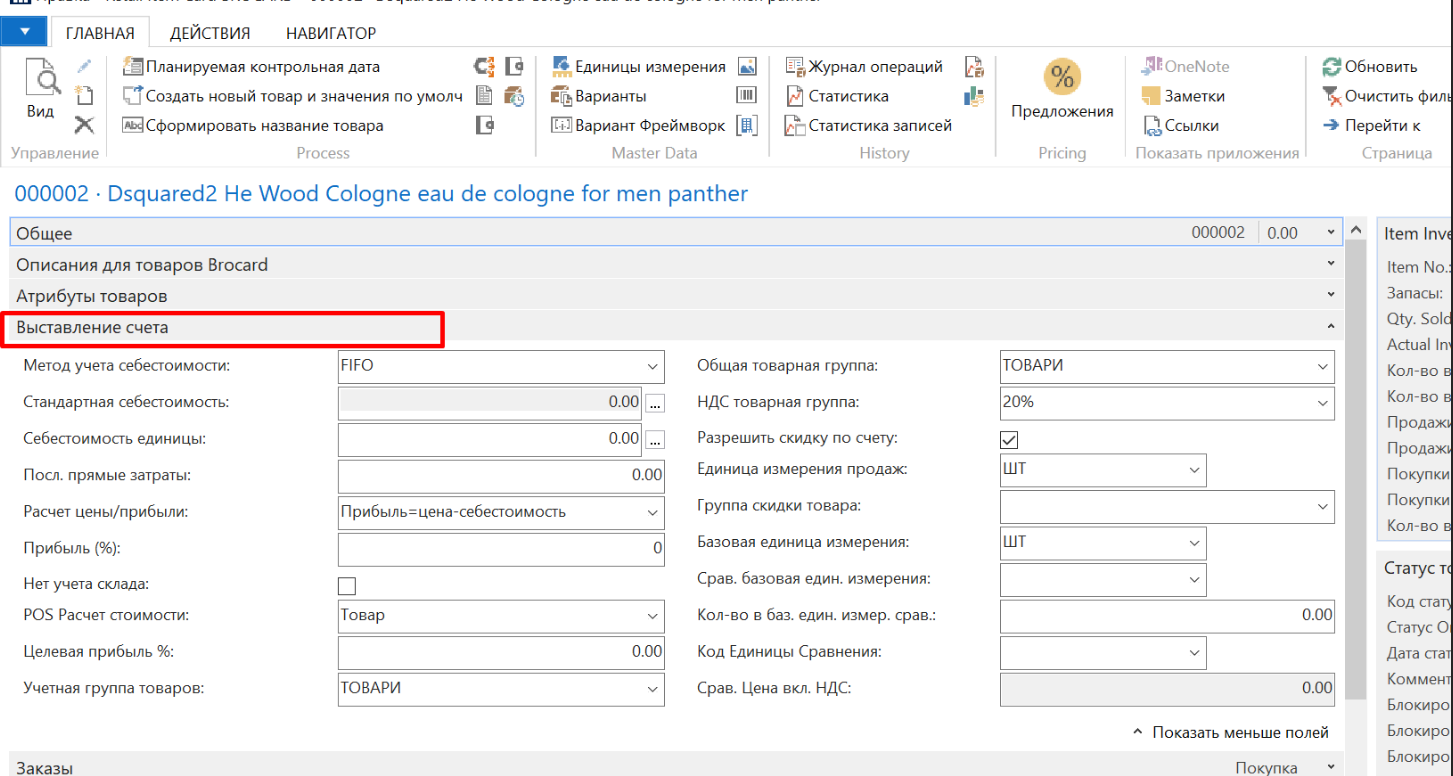 ГЛАВНАЯ ДЕЙСТВИЯ НАВИГАТОР
Вид
Планируемая контрольная дата
Создать новый товар и значения по умолч
Abc Сформировать название товара
Единицы измерения
Варианты
Вариант Фреймворк
Журнал операций
Статистика
Статистика записей
%
Предложения
OneNote
Заметки
Ссылки
Обновить
Очистить филь
Перейти к
Управление Process Master Data History Pricing Показать приложения Страница
000002 · Dsquared2 He Wood Cologne eau de cologne for men panther
Общее 000002 0.00
Описания для товаров Brocard
Атрибуты товаров
Выставление счета
Метод учета себестоимости: FIFO
Стандартная себестоимость: 0.00 ...
Себестоимость единицы: 0.00 ...
Посл. прямые затраты: 0.00
Расчет цены/прибыли: Прибыль=цена-себестоимость
Прибыль (%): 0
Нет учета склада:
POS Расчет стоимости: Товар
Целевая прибыль %: 0.00
Учетная группа товаров: ТОВАРИ
Общая товарная группа: ТОВАРИ
НДС товарная группа: 20%
Разрешить скидку по счету:
Единица измерения продаж: ШТ
Группа скидки товара:
Базовая единица измерения: ШТ
Срав. базовая един. измерения:
Кол-во в баз. един. измер. срав.: 0.00
Код Единицы Сравнения:
Срав. Цена вкл. НДС: 0.00
Показать меньше полей
Заказы Покупка
Item Inve
Item No.:
Запасы:
Qty. Sold
Actual Inv
Кол-во в
Кол-во в
Продажи
Продажи
Покупки
Покупки
Кол-во в
Статус то
Код стату
Статус
Дата стат
Коммент
Блокиро
Блокиро
Блокиро